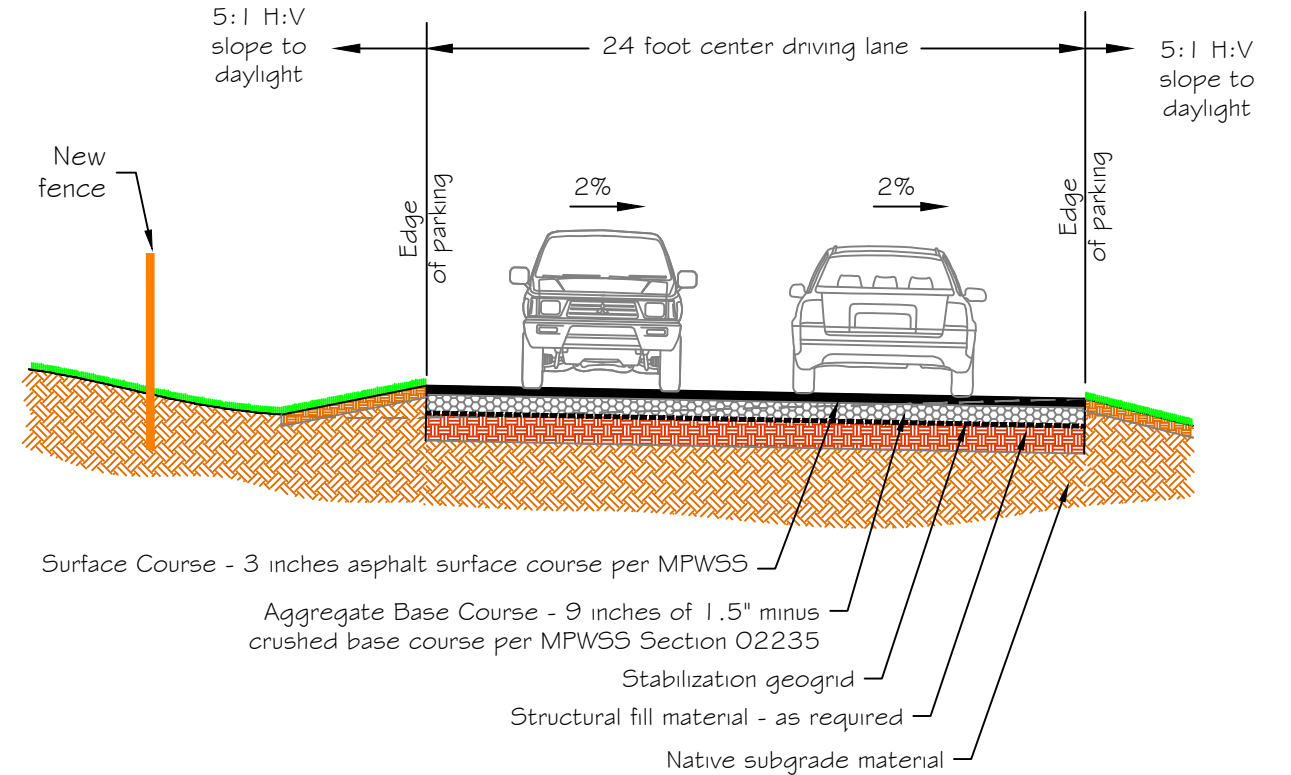 5:1 H:V
slope to
daylight
24 foot center driving lane
5:1 H:V
slope to
daylight
New
fence
Edge
of parking
2%
2%
Edge
of parking
Surface Course - 3 inches asphalt surface course per MPWSS
Aggregate Base Course - 9 inches of 1.5" minus
crushed base course per MPWSS Section 02235
Stabilization geogrid
Structural fill material - as required
Native subgrade material